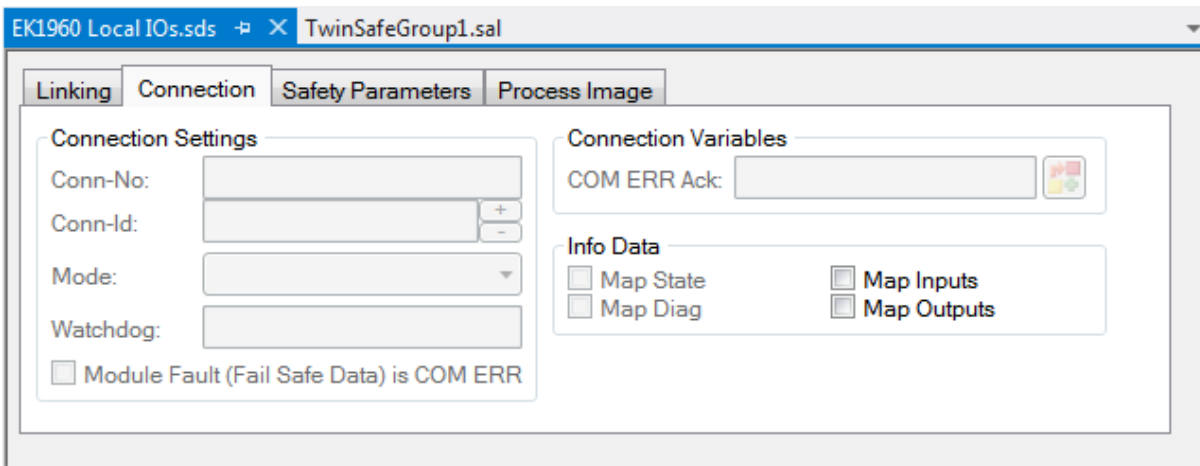 EK1960 Local IOs.sds TwinSafeGroup1.sal
Linking Connection Safety Parameters Process Image
Connection Settings
Conn-No:
Conn-Id:
+
-
Mode:
Watchdog:
Module Fault (Fail Safe Data) is COM ERR
Connection Variables
COM ERR Ack:
Info Data
Map State Map Inputs
Map Diag Map Outputs